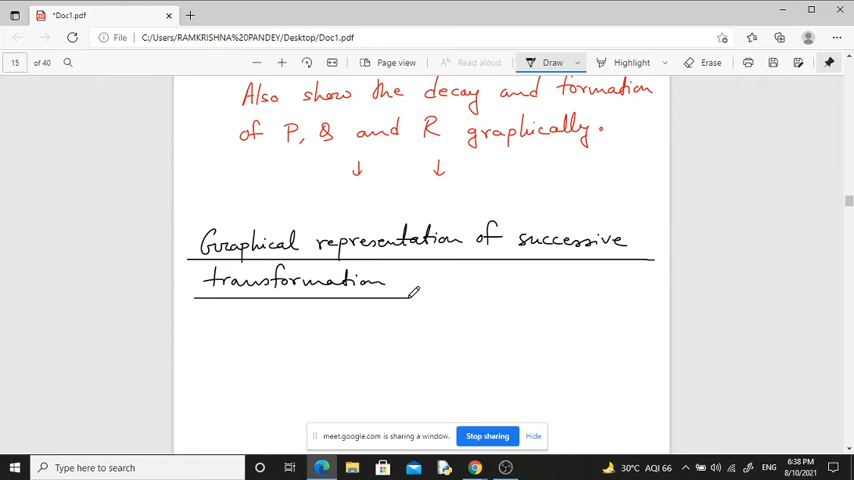 *Doc1.pdf
File
C:/Users/RAMKRISHNA%20PANDEY/Desktop/Doc1.pdf
15 of 40
Page view
Read aloud
Draw
Highlight
Erase
Also show the decay and formation
of P, Q and R graphically.
↓ ↓
Graphical representation of successive
transformation
meet.google.com is sharing a window.
Stop sharing
Hide
Type here to search
30°C AQI 66
ENG
6:38 PM
8/10/2021